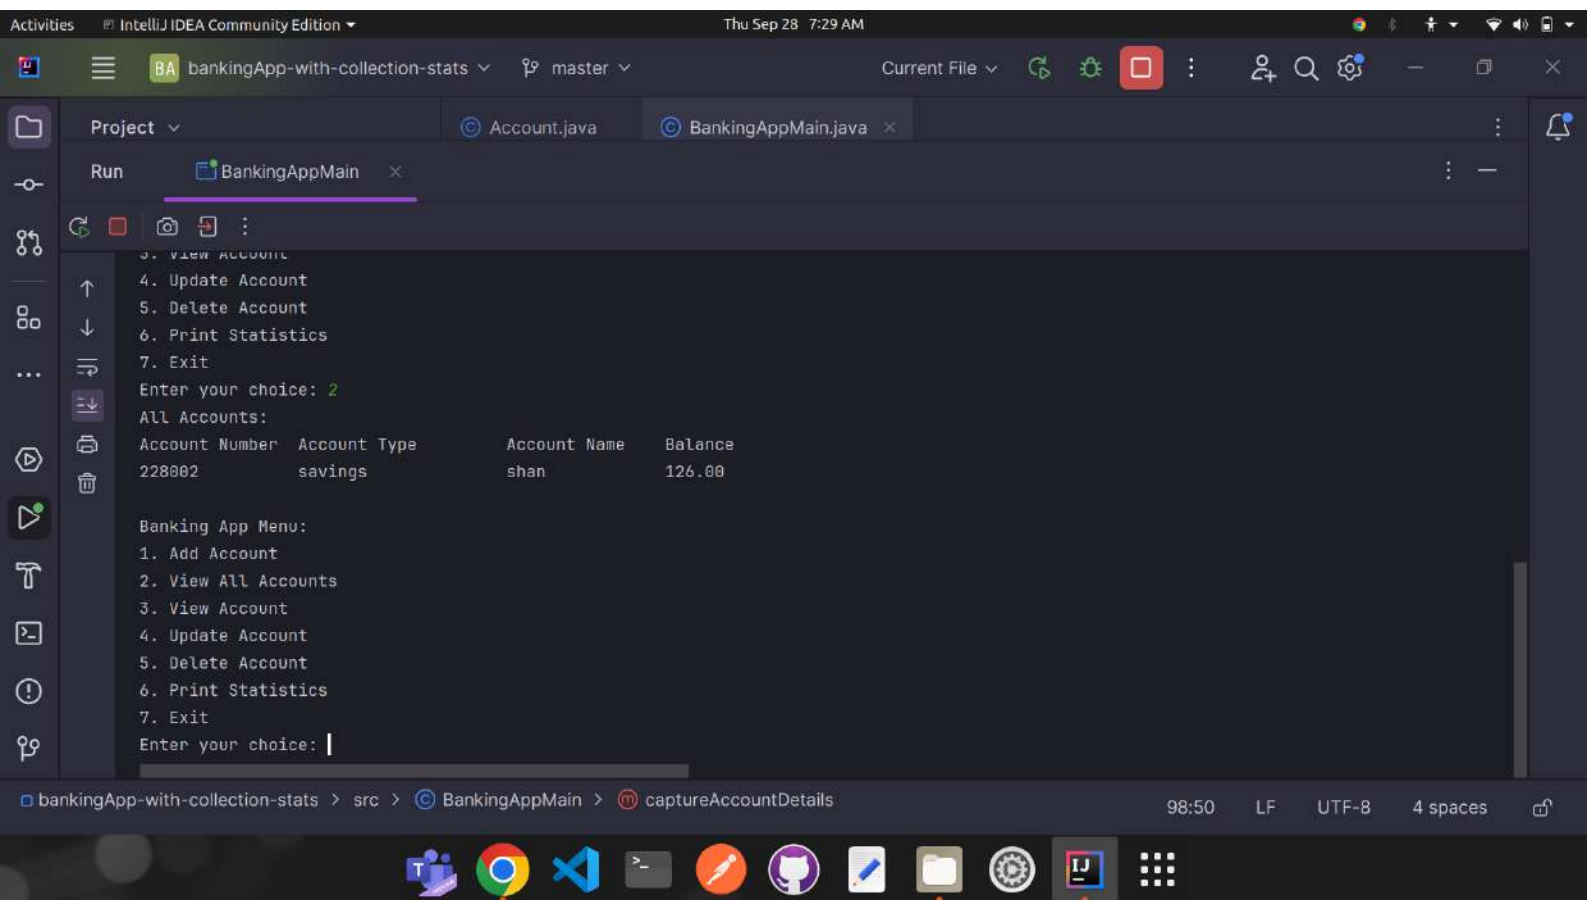 Activities IntelliJ IDEA Community Edition Thu Sep 28 7:29 AM
BA bankingApp-with-collection-stats master Current File
Project Account.java BankingAppMain.java
Run BankingAppMain
3. View Account
4. Update Account
5. Delete Account
6. Print Statistics
7. Exit
Enter your choice: 2
All Accounts:
Account Number Account Type Account Name Balance
228002 savings shan 126.00
Banking App Menu:
1. Add Account
2. View All Accounts
3. View Account
4. Update Account
5. Delete Account
6. Print Statistics
7. Exit
Enter your choice:
bankingApp-with-collection-stats > src > BankingAppMain > captureAccountDetails 98:50 LF UTF-8 4 spaces